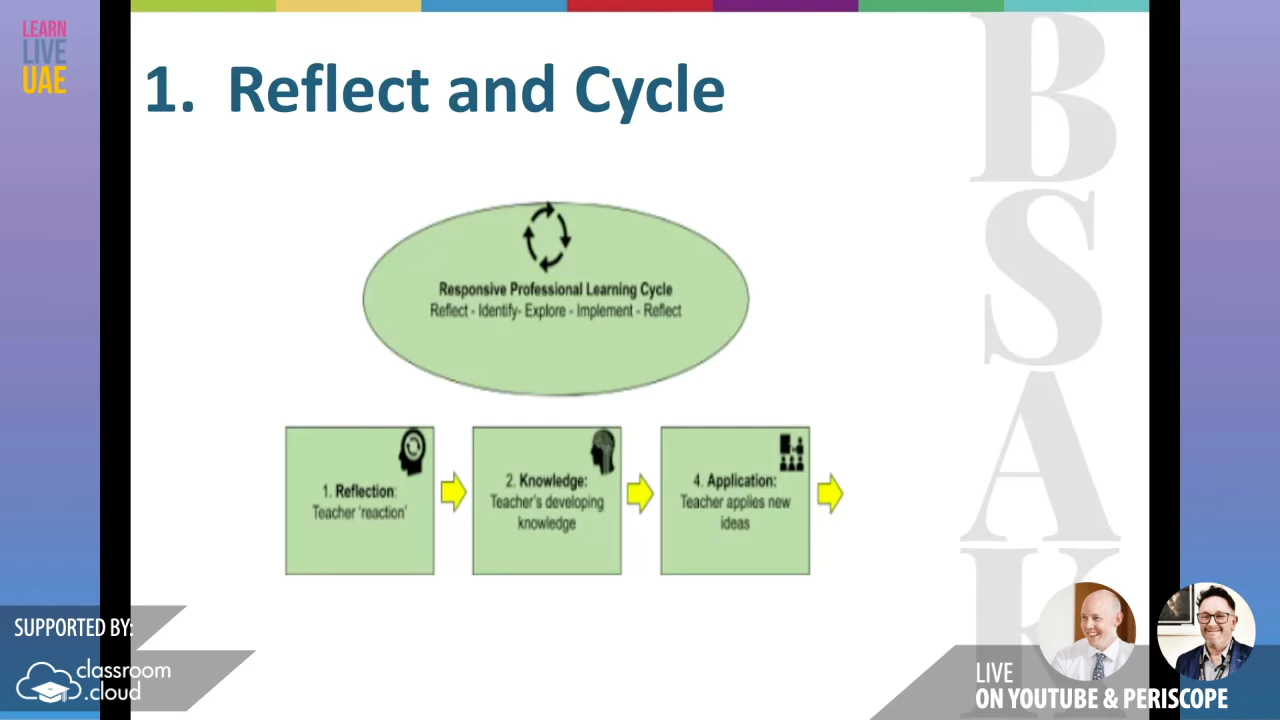 LEARN
LIVE
UAE
1. Reflect and Cycle
Responsive Professional Learning Cycle
Reflect - Identify- Explore - Implement - Reflect
1. Reflection:
Teacher ‘reaction’
2. Knowledge:
Teacher’s developing
knowledge
4. Application:
Teacher applies new
ideas
BSAK
SUPPORTED BY:
classroom
.cloud
LIVE
ON YOUTUBE & PERISCOPE